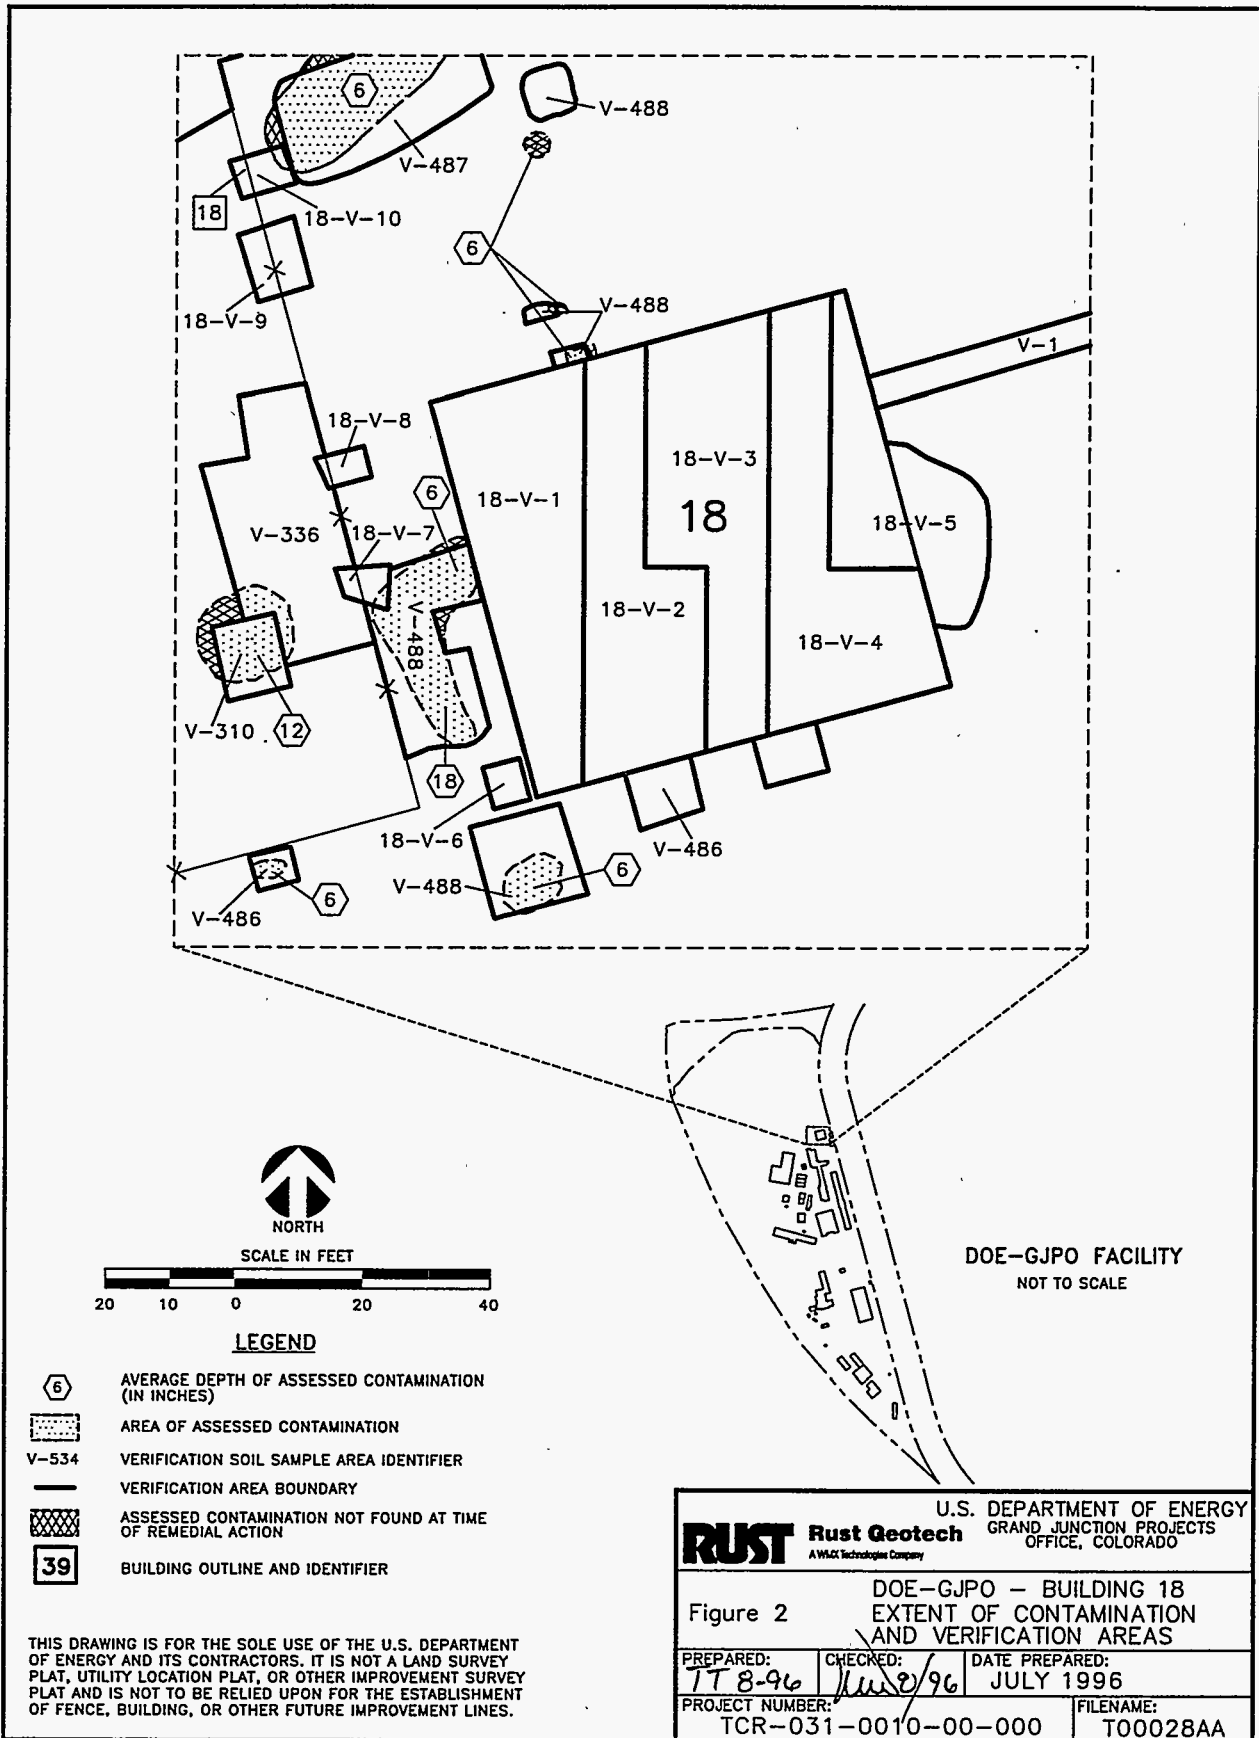 6
V-488
V-487
18
18-V-10
6
18-V-9
V-488
V-1
18-V-8
18-V-3
6
18-V-1
18
V-336
18-V-7
18-V-5
V-488
18-V-2
18-V-4
V-310
12
18
18-V-6
V-486
V-488
6
V-486
6
NORTH
SCALE IN FEET
20 10 0 20 40
DOE-GJPO FACILITY
NOT TO SCALE
LEGEND
6 AVERAGE DEPTH OF ASSESSED CONTAMINATION
(IN INCHES)
AREA OF ASSESSED CONTAMINATION
V-534 VERIFICATION SOIL SAMPLE AREA IDENTIFIER
VERIFICATION AREA BOUNDARY
ASSESSED CONTAMINATION NOT FOUND AT TIME
OF REMEDIAL ACTION
39 BUILDING OUTLINE AND IDENTIFIER
THIS DRAWING IS FOR THE SOLE USE OF THE U.S. DEPARTMENT
OF ENERGY AND ITS CONTRACTORS. IT IS NOT A LAND SURVEY
PLAT, UTILITY LOCATION PLAT, OR OTHER IMPROVEMENT SURVEY
PLAT AND IS NOT TO BE RELIED UPON FOR THE ESTABLISHMENT
OF FENCE, BUILDING, OR OTHER FUTURE IMPROVEMENT LINES.
RUST Rust Geotech
A WMX Technologies Company
U.S. DEPARTMENT OF ENERGY
GRAND JUNCTION PROJECTS
OFFICE, COLORADO
Figure 2
DOE-GJPO - BUILDING 18
EXTENT OF CONTAMINATION
AND VERIFICATION AREAS
PREPARED:
TT 8-96
CHECKED:
8/96
DATE PREPARED:
JULY 1996
PROJECT NUMBER:
TCR-031-0010-00-000
FILENAME:
T00028AA